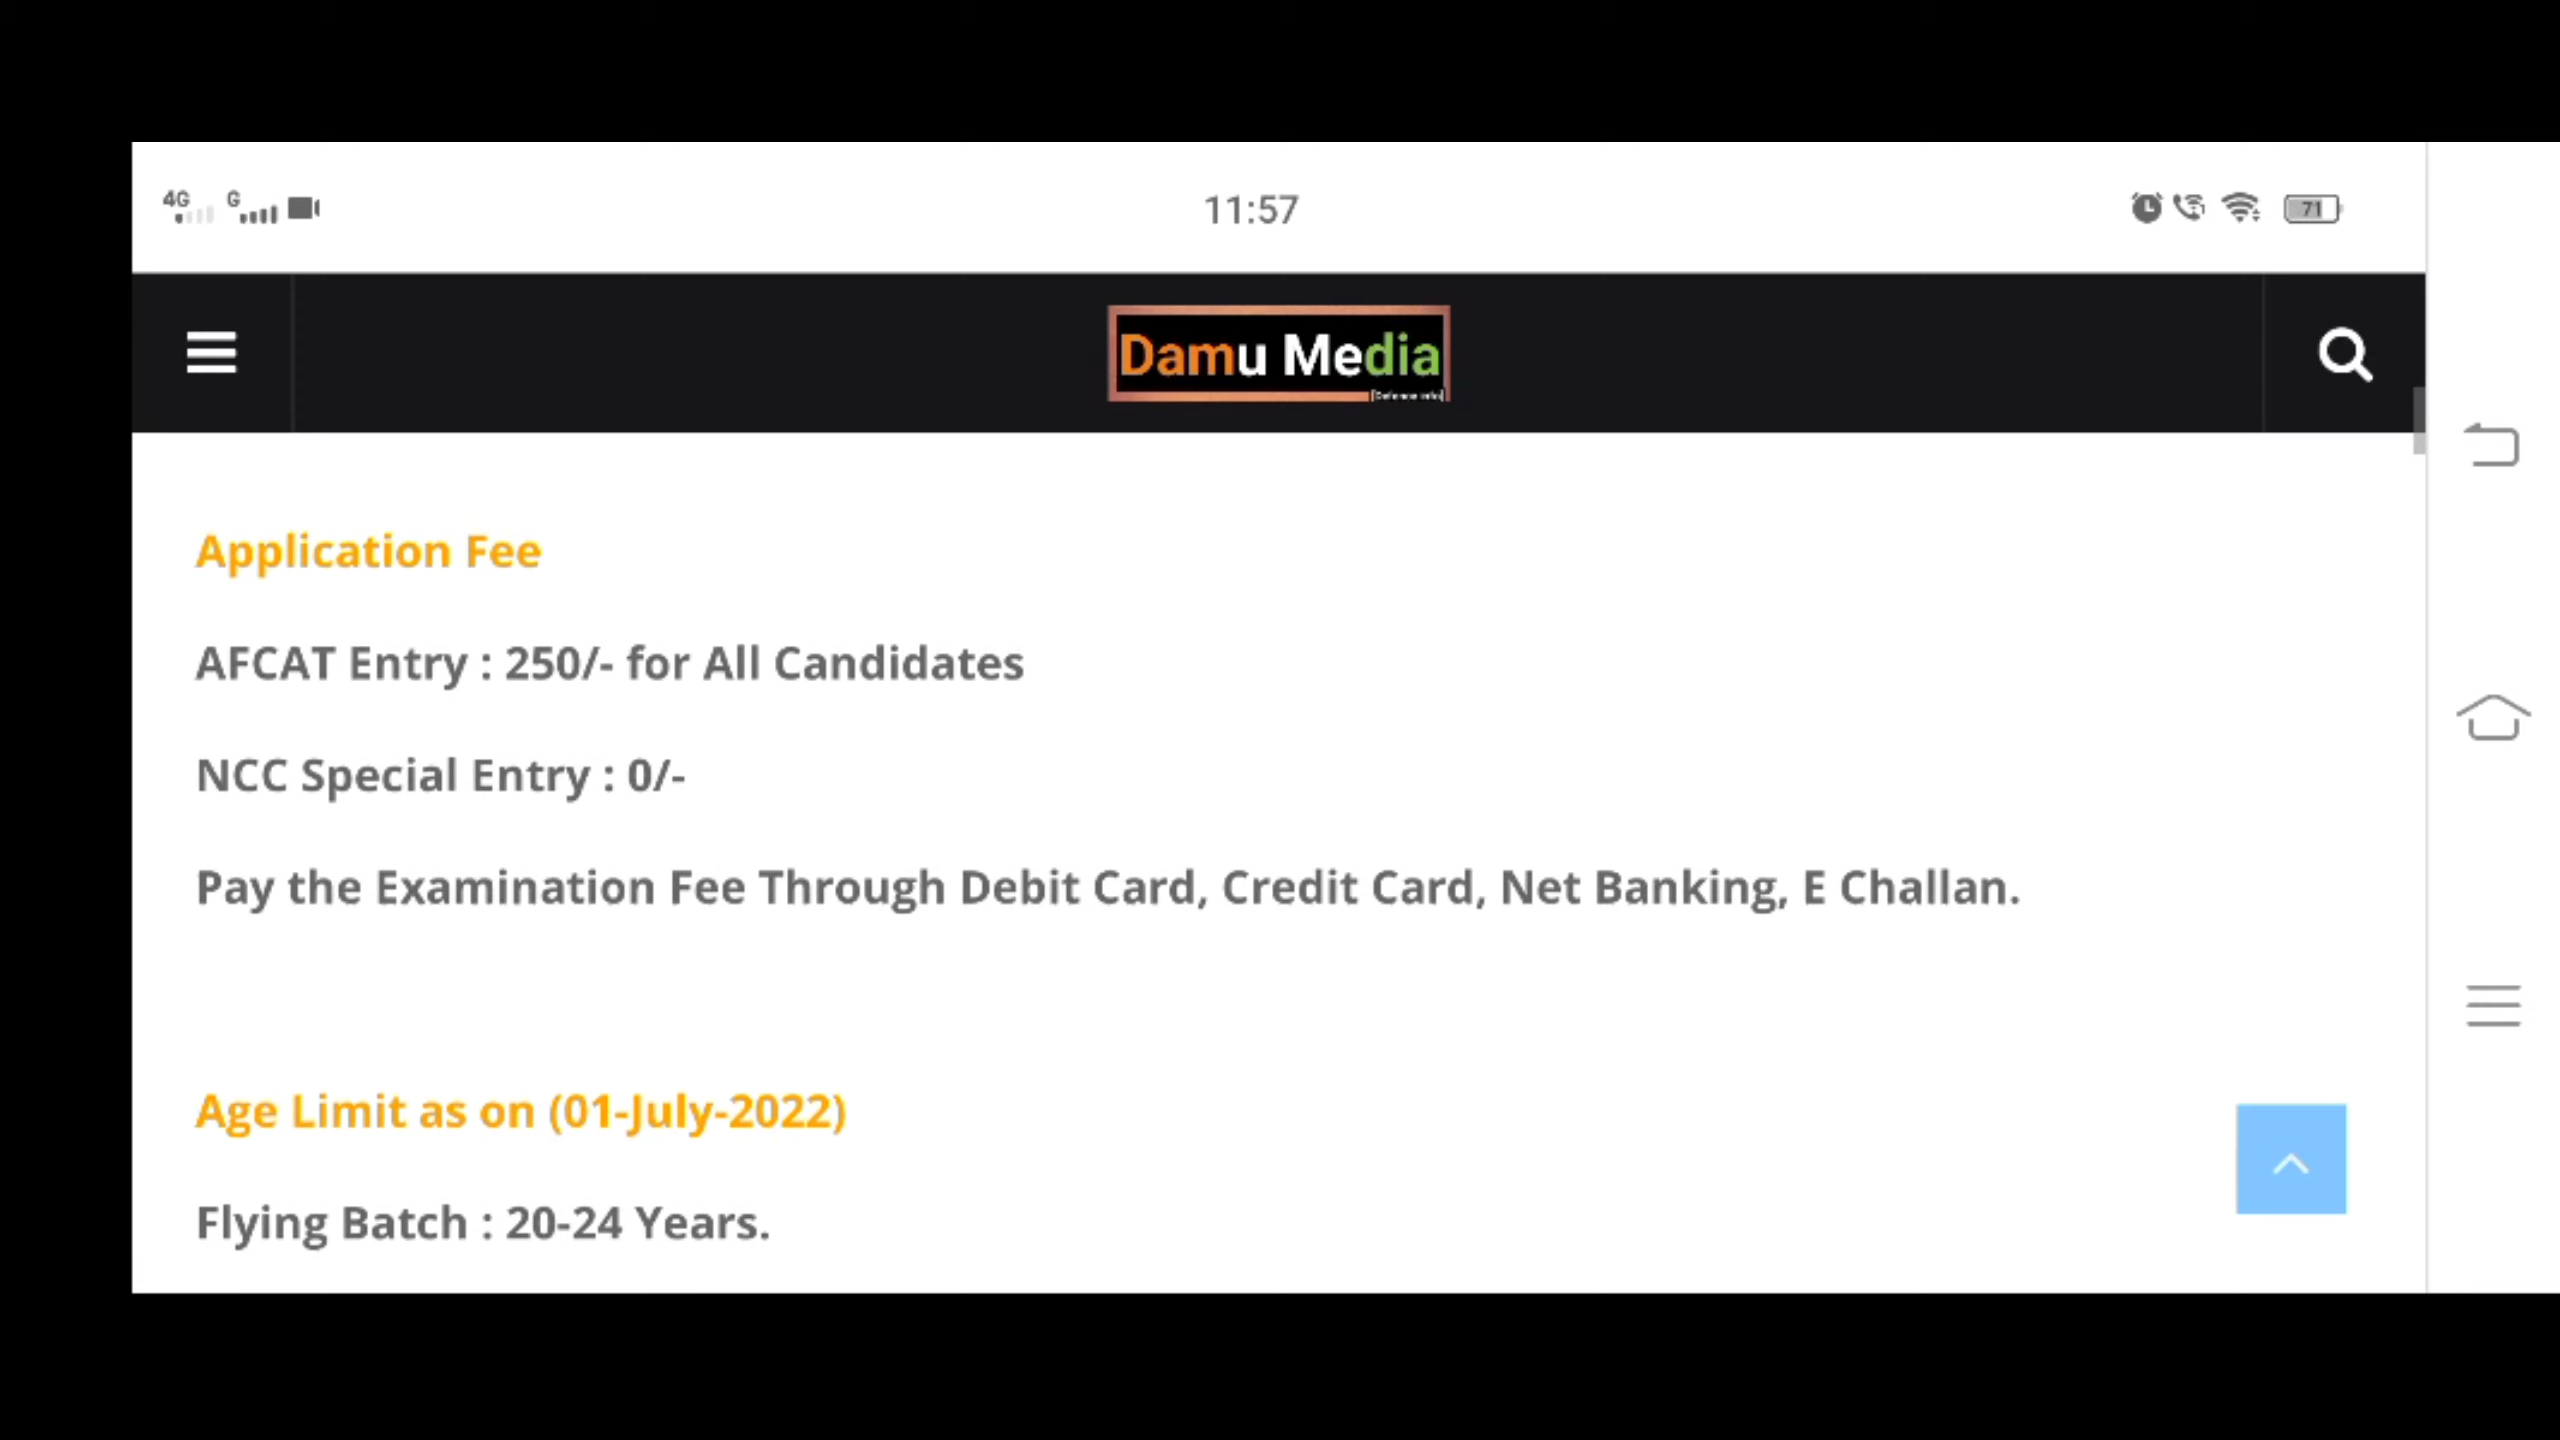 4G G 11:57 71
Damu Media
[Defence info]
Application Fee
AFCAT Entry : 250/- for All Candidates
NCC Special Entry : 0/-
Pay the Examination Fee Through Debit Card, Credit Card, Net Banking, E Challan.
Age Limit as on (01-July-2022)
Flying Batch : 20-24 Years.